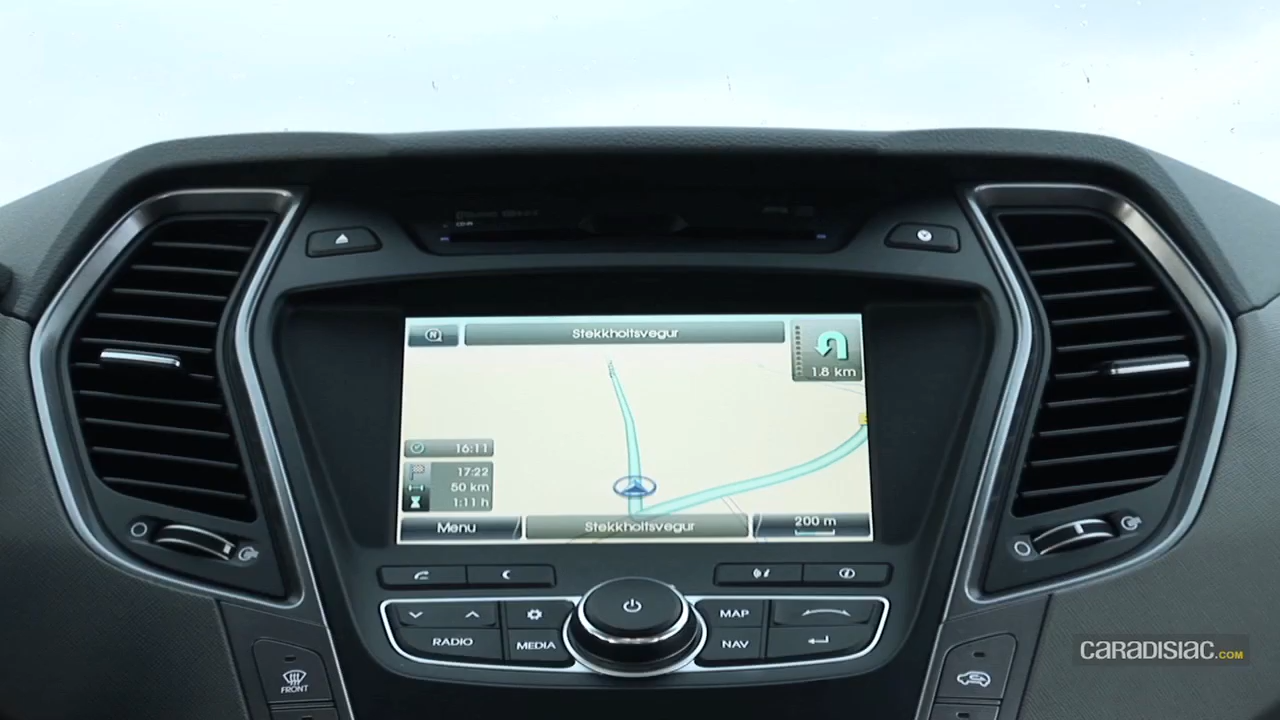 N
Stekkholtsvegur
1.8 km
16:11
17:22
50 km
1:11 h
Menu
Stekkholtsvegur
200 m
MAP
RADIO
MEDIA
NAV
FRONT
CARADISIAC.COM